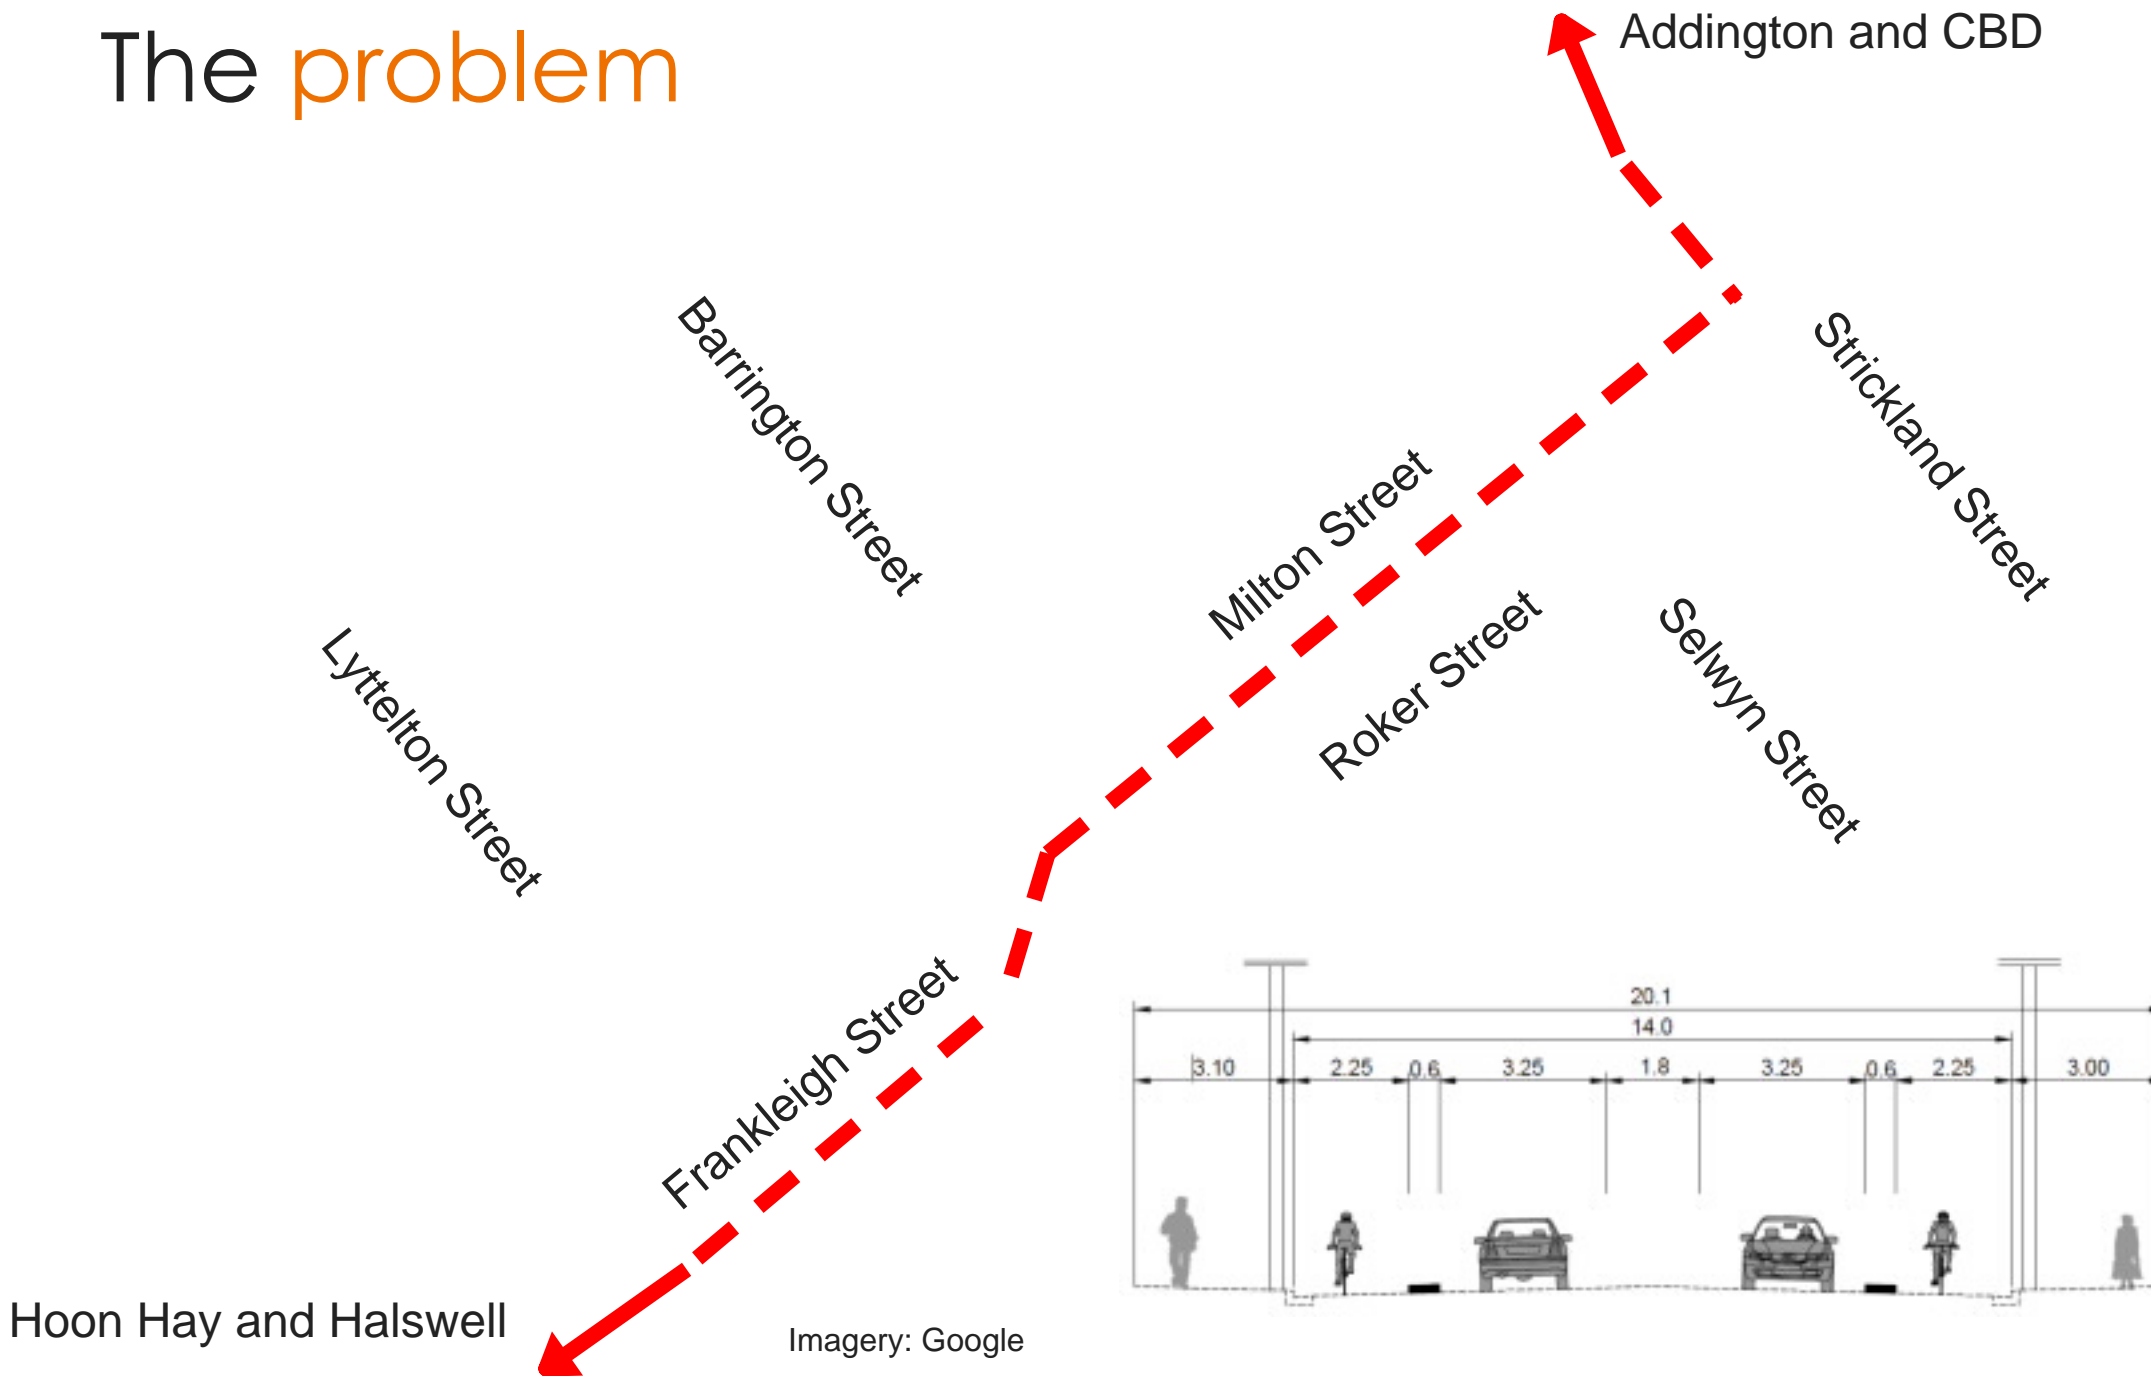 The problem
Addington and CBD
Barrington Street
Strickland Street
Milton Street
Lyttelton Street
Roker Street
Selwyn Street
Frankleigh Street
20.1
14.0
3.10 2.25 0.6 3.25 1.8 3.25 0.6 2.25 3.00
Hoon Hay and Halswell
Imagery: Google